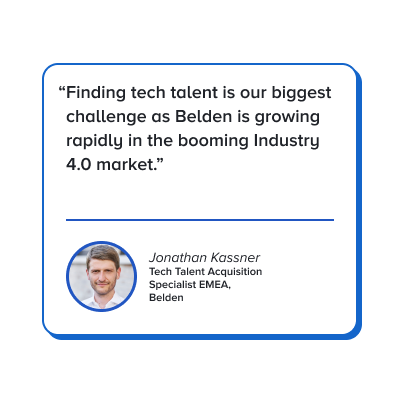 “Finding tech talent is our biggest
challenge as Belden is growing
rapidly in the booming Industry
4.0 market.”
Jonathan Kassner
Tech Talent Acquisition
Specialist EMEA,
Belden